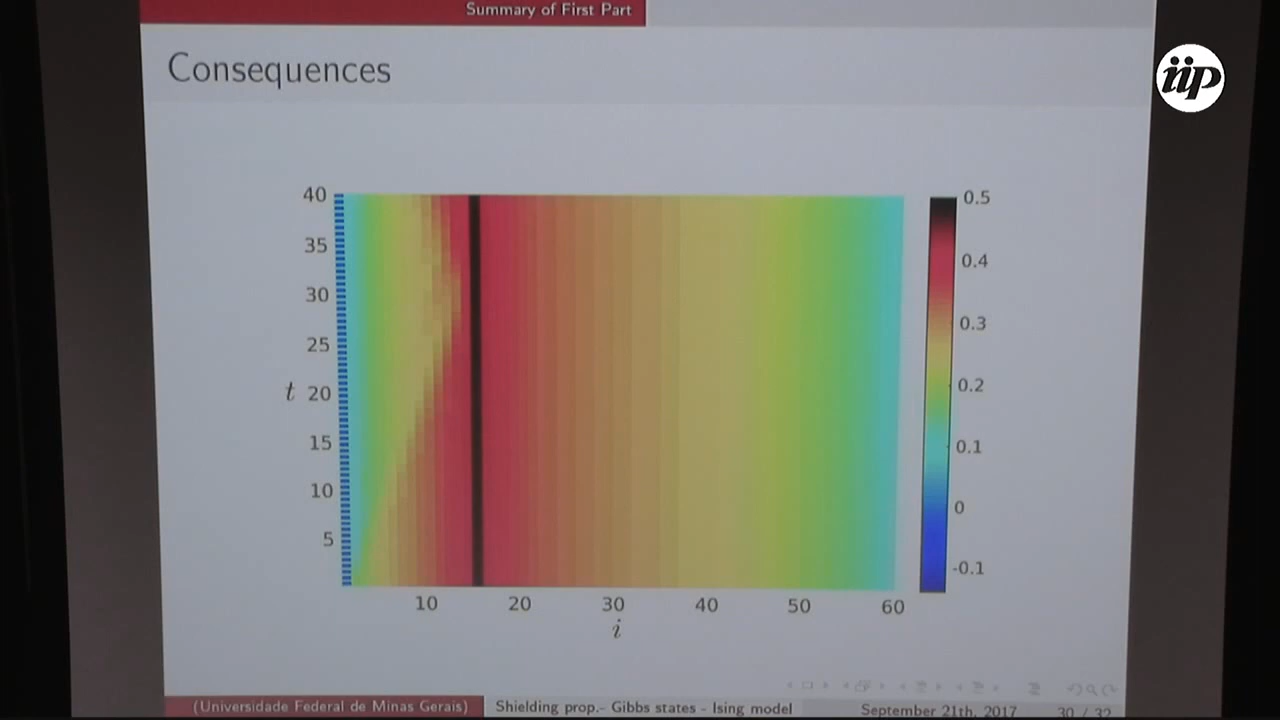 Summary of First Part
iip
Consequences
40
35
30
25
t 20
15
10
5
10 20 30 40 50 60
i
0.5
0.4
0.3
0.2
0.1
0
-0.1
(Universidade Federal de Minas Gerais) Shielding prop.- Gibbs states - Ising model September 21th, 2017 30 / 32